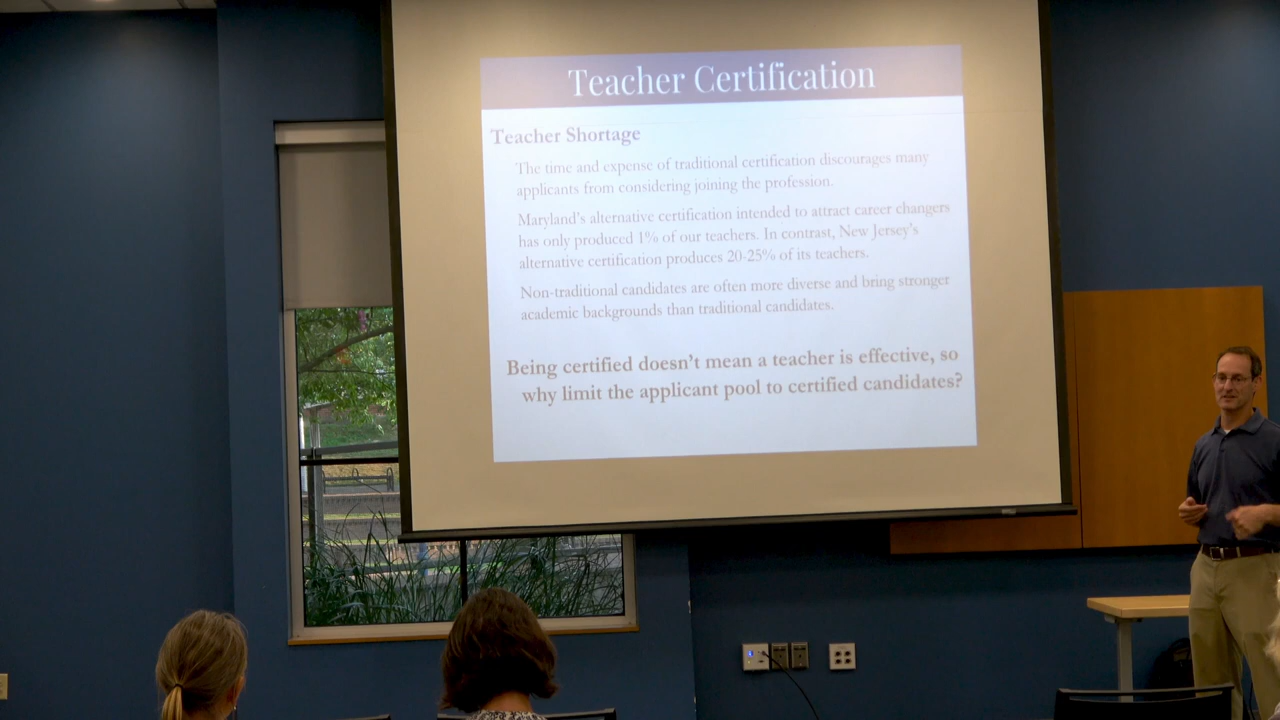 Teacher Certification
Teacher Shortage
The time and expense of traditional certification discourages many
applicants from considering joining the profession.
Maryland's alternative certification intended to attract career changers
has only produced 1% of our teachers. In contrast, New Jersey's
alternative certification produces 20-25% of its teachers.
Non-traditional candidates are often more diverse and bring stronger
academic backgrounds than traditional candidates.
Being certified doesn't mean a teacher is effective, so
why limit the applicant pool to certified candidates?